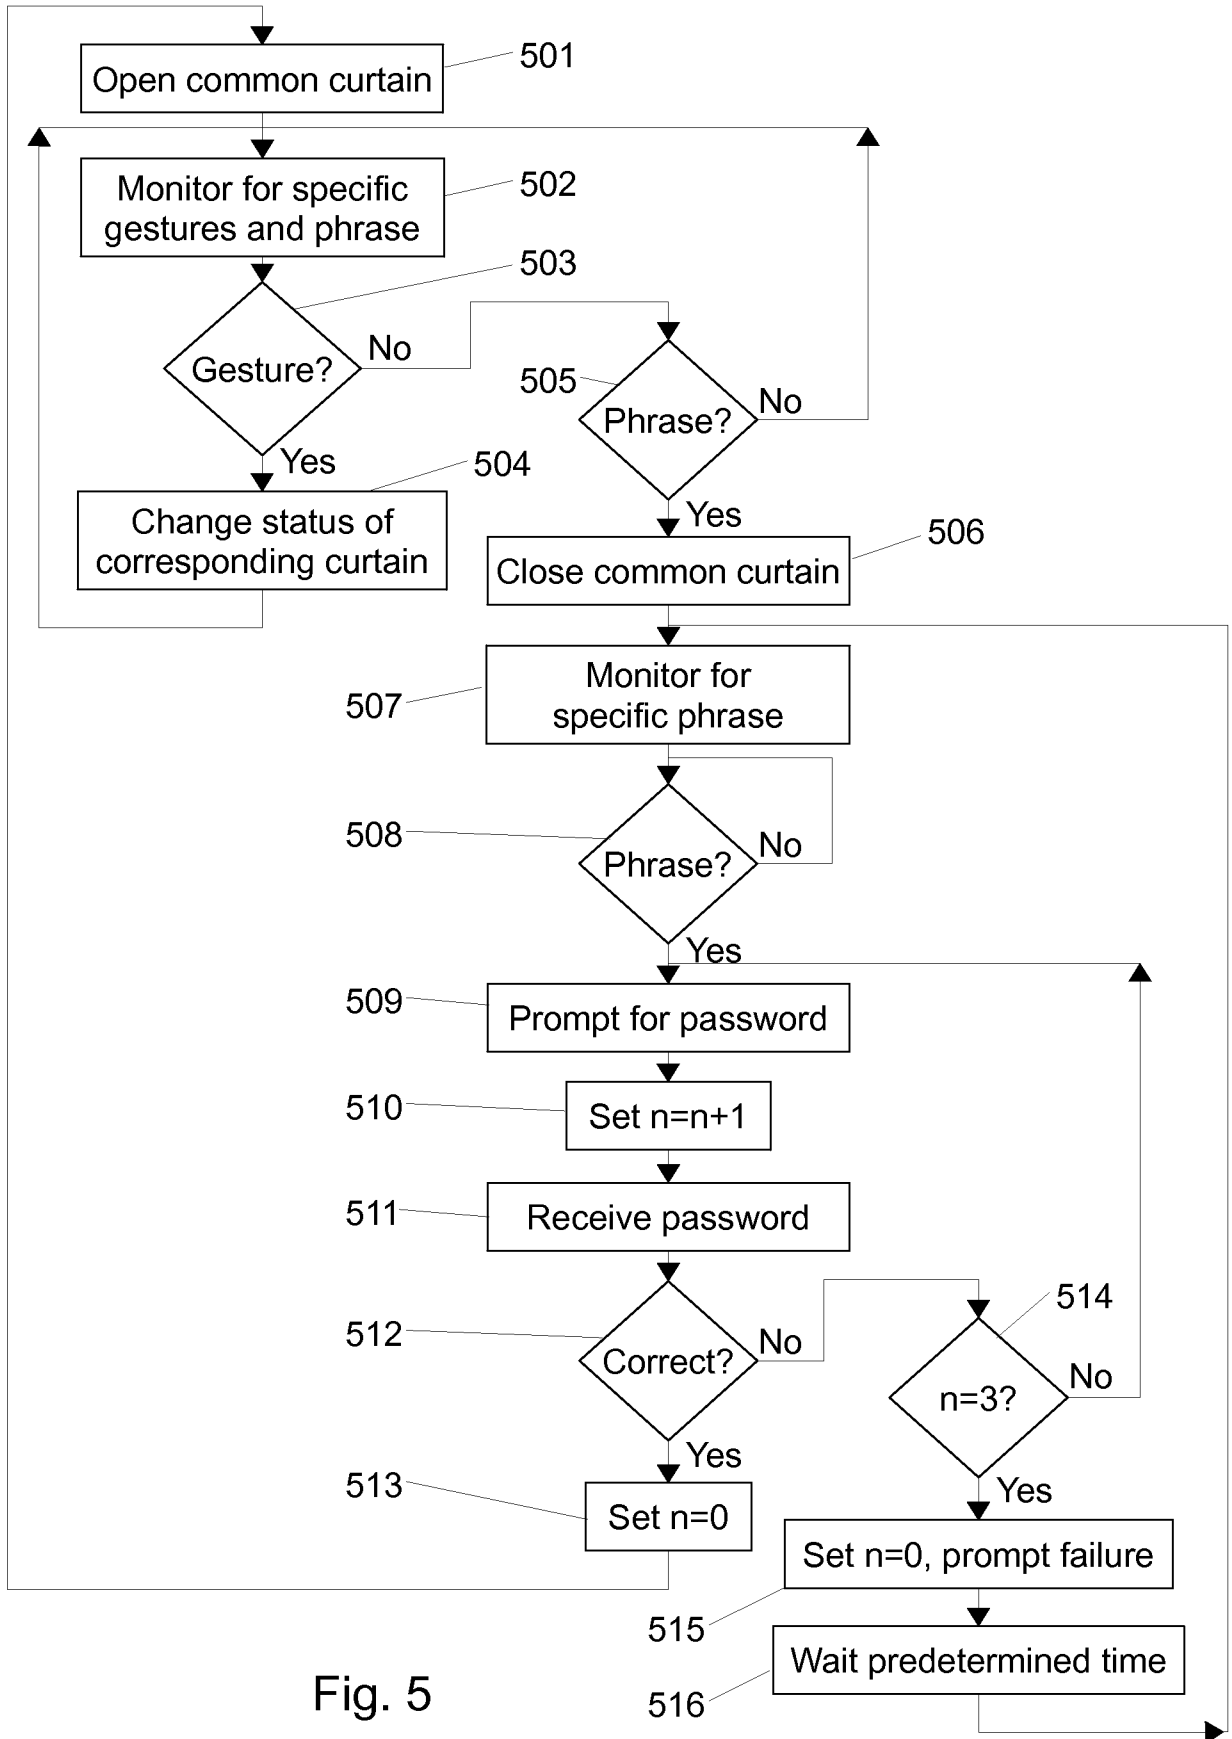 501
Open common curtain
502
Monitor for specific
gestures and phrase
503
Gesture?
No
Yes
504
Change status of
corresponding curtain
505
Phrase?
No
Yes
506
Close common curtain
507
Monitor for
specific phrase
508
Phrase?
No
Yes
509
Prompt for password
510
Set n=n+1
511
Receive password
512
Correct?
No
Yes
513
Set n=0
514
n=3?
No
Yes
Set n=0, prompt failure
515
Wait predetermined time
516
Fig. 5